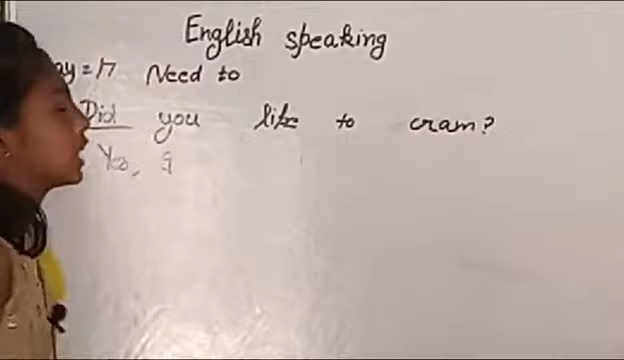 English speaking
ay = 17 Need to
Did you like to cram?
Yes, I